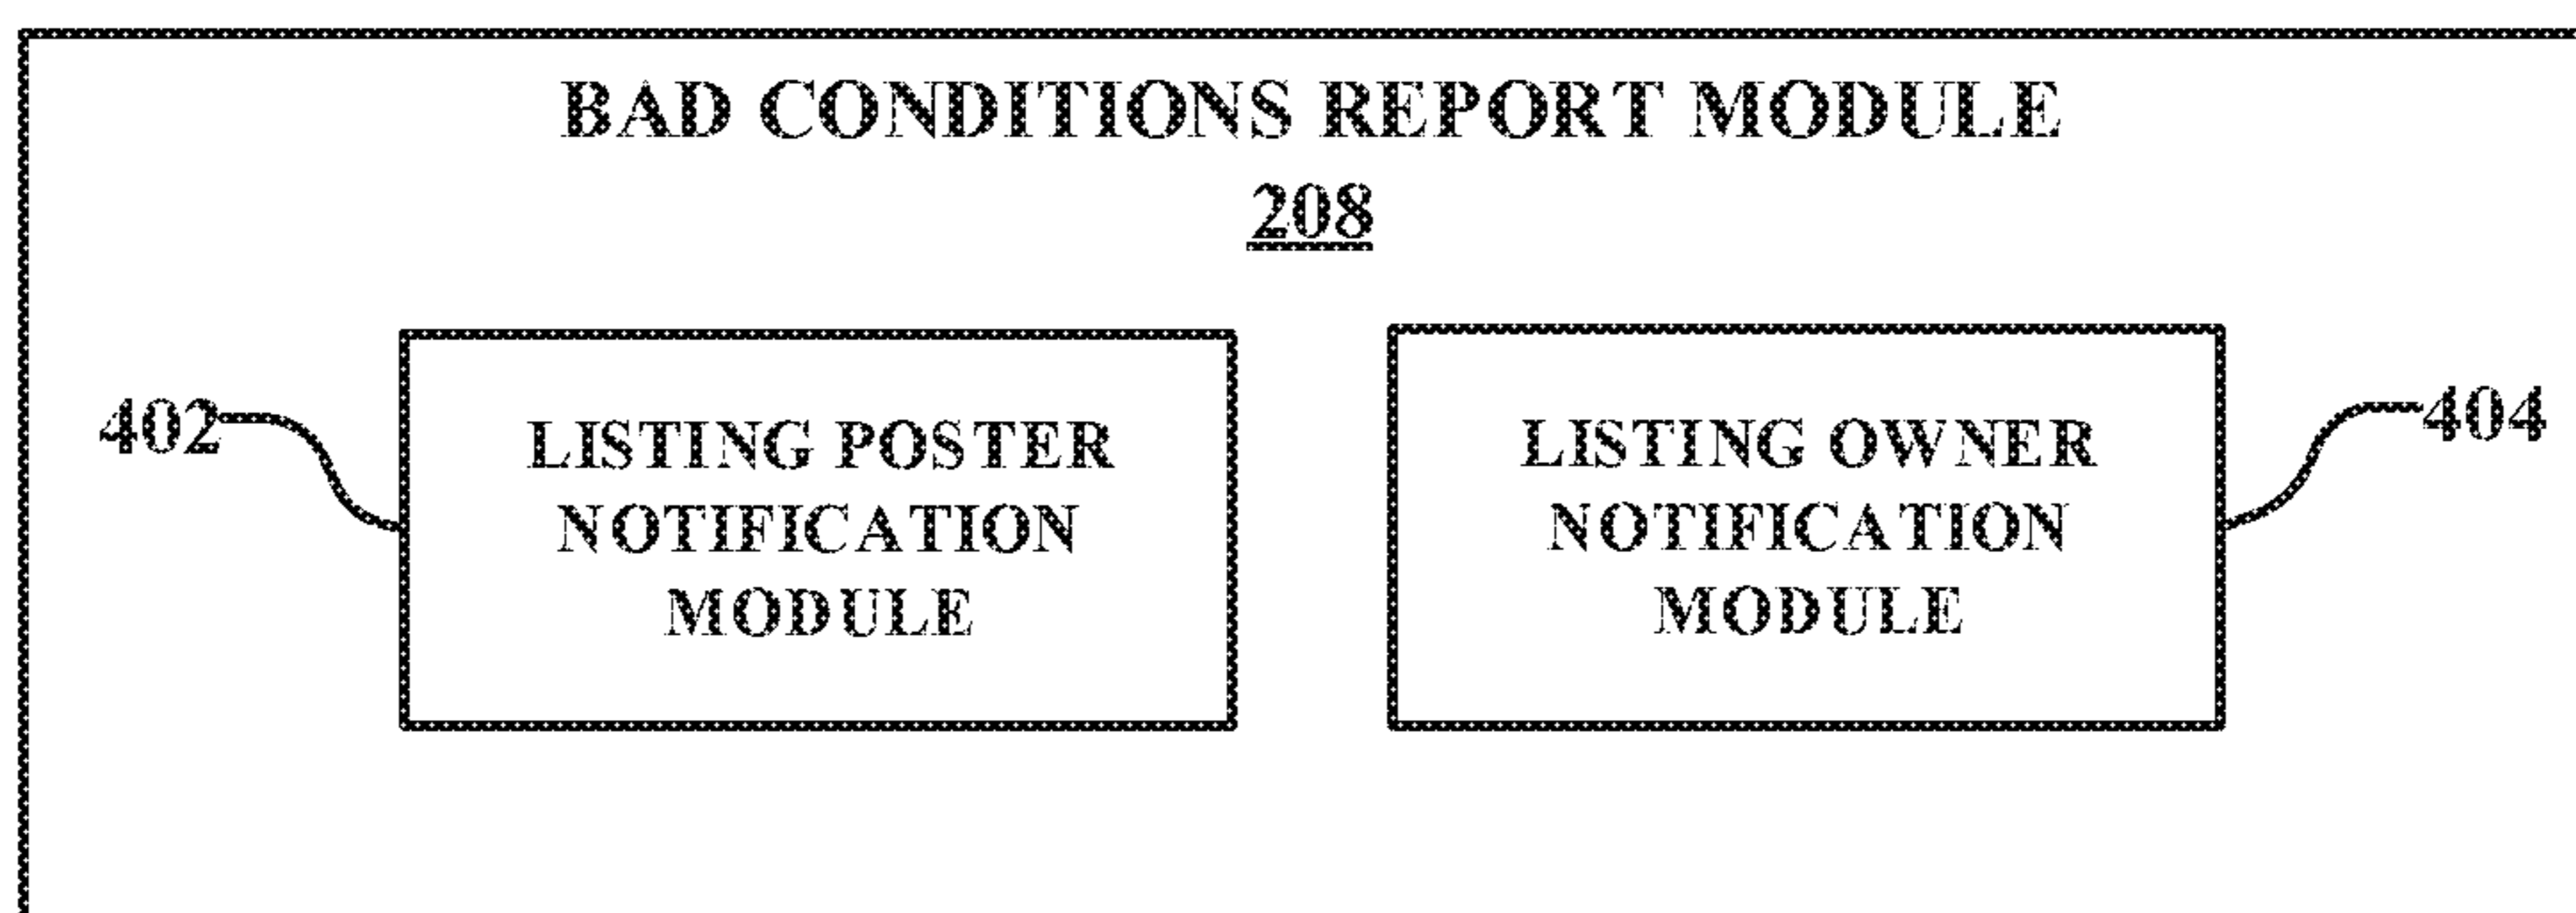 BAD CONDITIONS REPORT MODULE
208
402
LISTING POSTER
NOTIFICATION
MODULE
LISTING OWNER
NOTIFICATION
MODULE
404